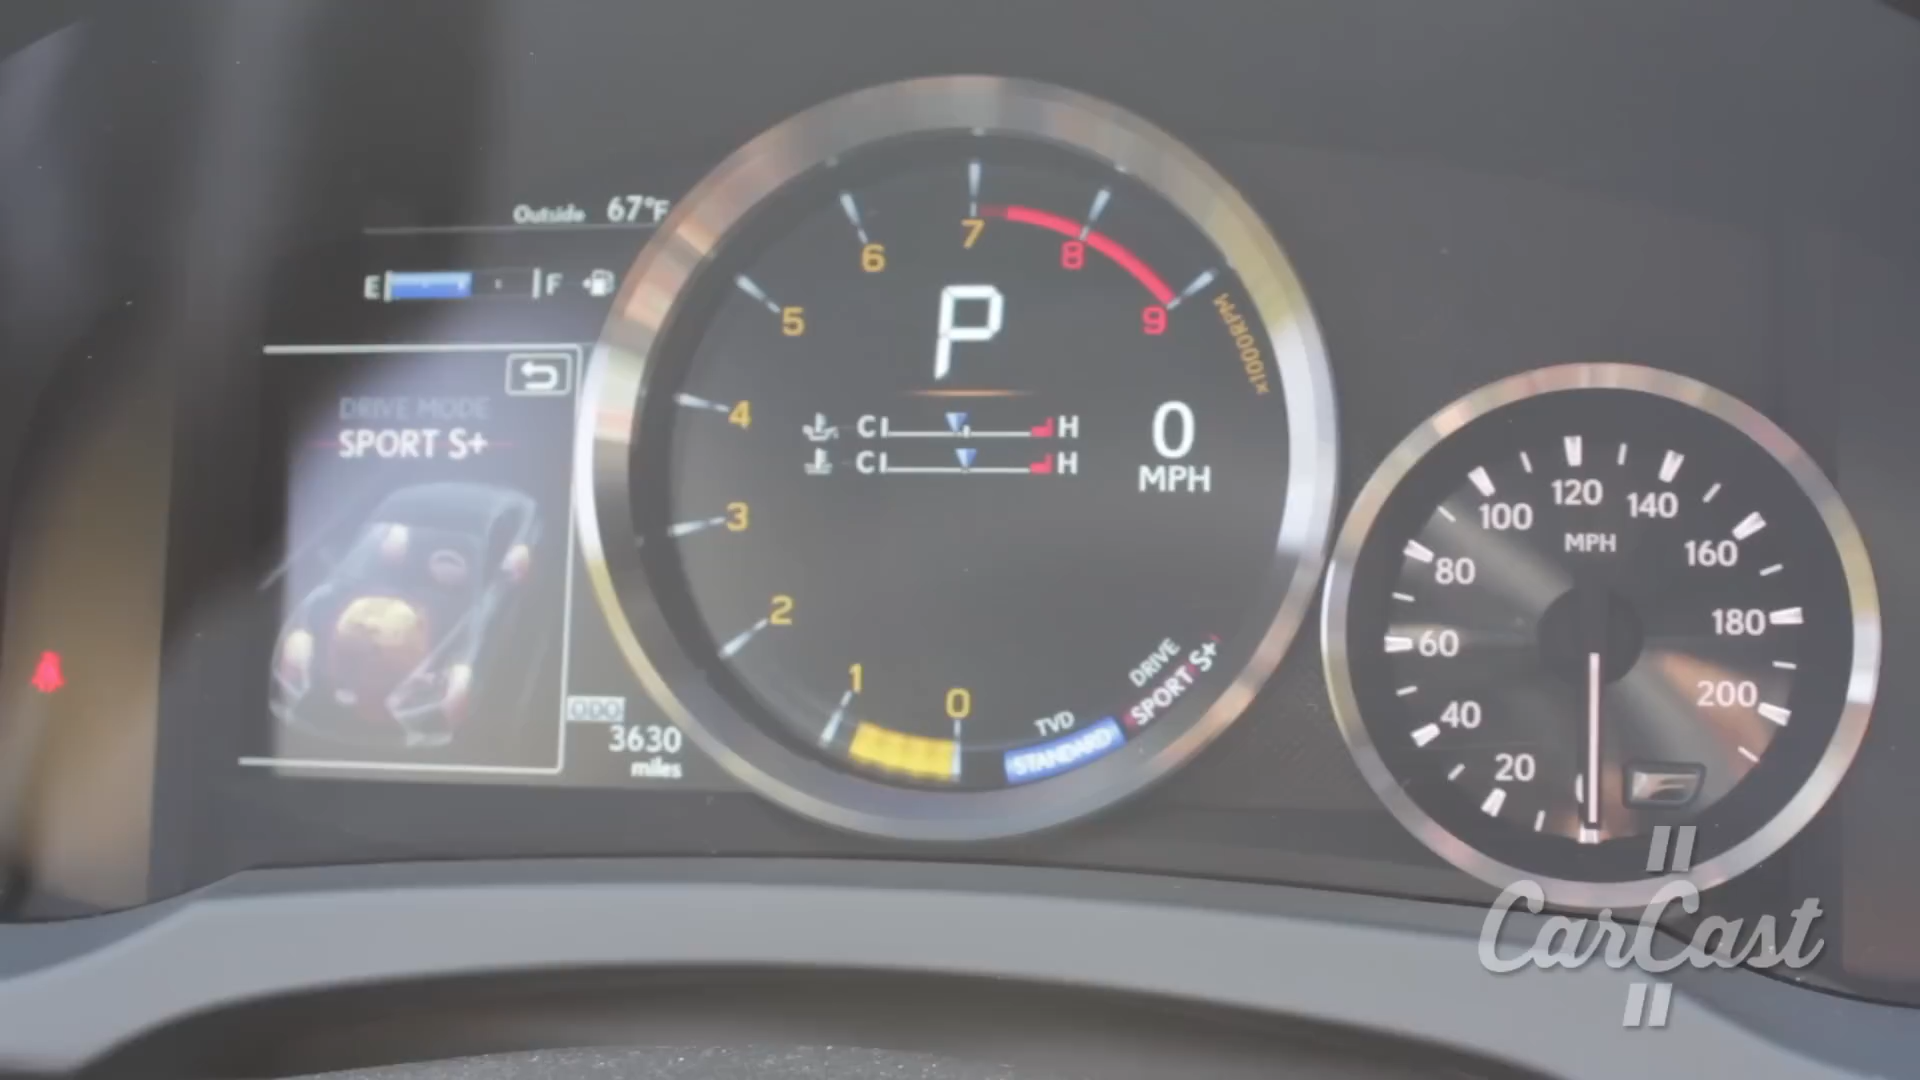 Outside 67°F
E F
DRIVE MODE
SPORT S+
ODO
3630
miles
7
6
8
5
9
x1000RPM
P
4
C H
C H
0
MPH
3
2
1
0
TVD
STANDARD
DRIVE
SPORT S+
120
100
140
MPH
160
80
180
60
200
40
20
CarCast